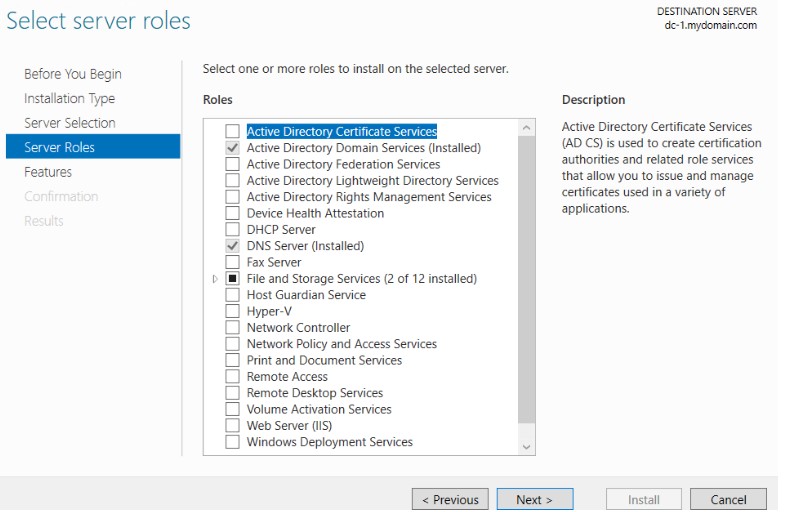 Select server roles
DESTINATION SERVER
dc-1.mydomain.com
Before You Begin
Installation Type
Server Selection
Server Roles
Features
Confirmation
Results
Select one or more roles to install on the selected server.
Roles
Active Directory Certificate Services
Active Directory Domain Services (Installed)
Active Directory Federation Services
Active Directory Lightweight Directory Services
Active Directory Rights Management Services
Device Health Attestation
DHCP Server
DNS Server (Installed)
Fax Server
File and Storage Services (2 of 12 installed)
Host Guardian Service
Hyper-V
Network Controller
Network Policy and Access Services
Print and Document Services
Remote Access
Remote Desktop Services
Volume Activation Services
Web Server (IIS)
Windows Deployment Services
Description
Active Directory Certificate Services
(AD CS) is used to create certification
authorities and related role services
that allow you to issue and manage
certificates used in a variety of
applications.
< Previous
Next >
Install
Cancel